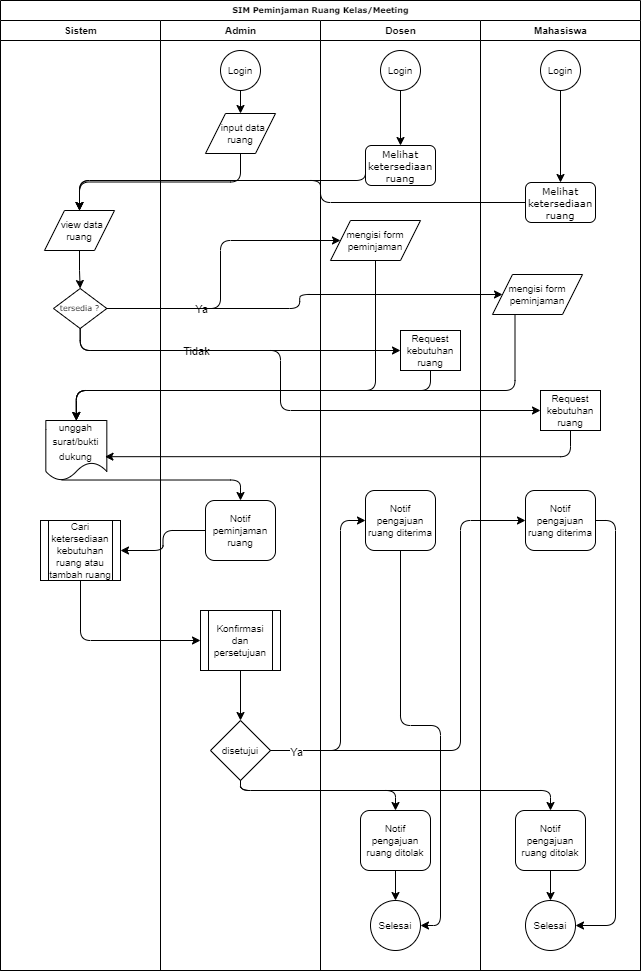 SIM Peminjaman Ruang Kelas/Meeting
Sistem
Admin
Dosen
Mahasiswa
Login
Login
Login
input data
ruang
Melihat
ketersediaan
ruang
Melihat
ketersediaan
ruang
view data
ruang
mengisi form
peminjaman
mengisi form
peminjaman
tersedia ?
Ya
Tidak
Request
kebutuhan
ruang
Request
kebutuhan
ruang
unggah
surat/bukti
dukung
Notif
peminjaman
ruang
Notif
pengajuan
ruang diterima
Notif
pengajuan
ruang diterima
Cari
ketersediaan
kebutuhan
ruang atau
tambah ruang
Konfirmasi
dan
persetujuan
disetujui
Ya
Notif
pengajuan
ruang ditolak
Notif
pengajuan
ruang ditolak
Selesai
Selesai